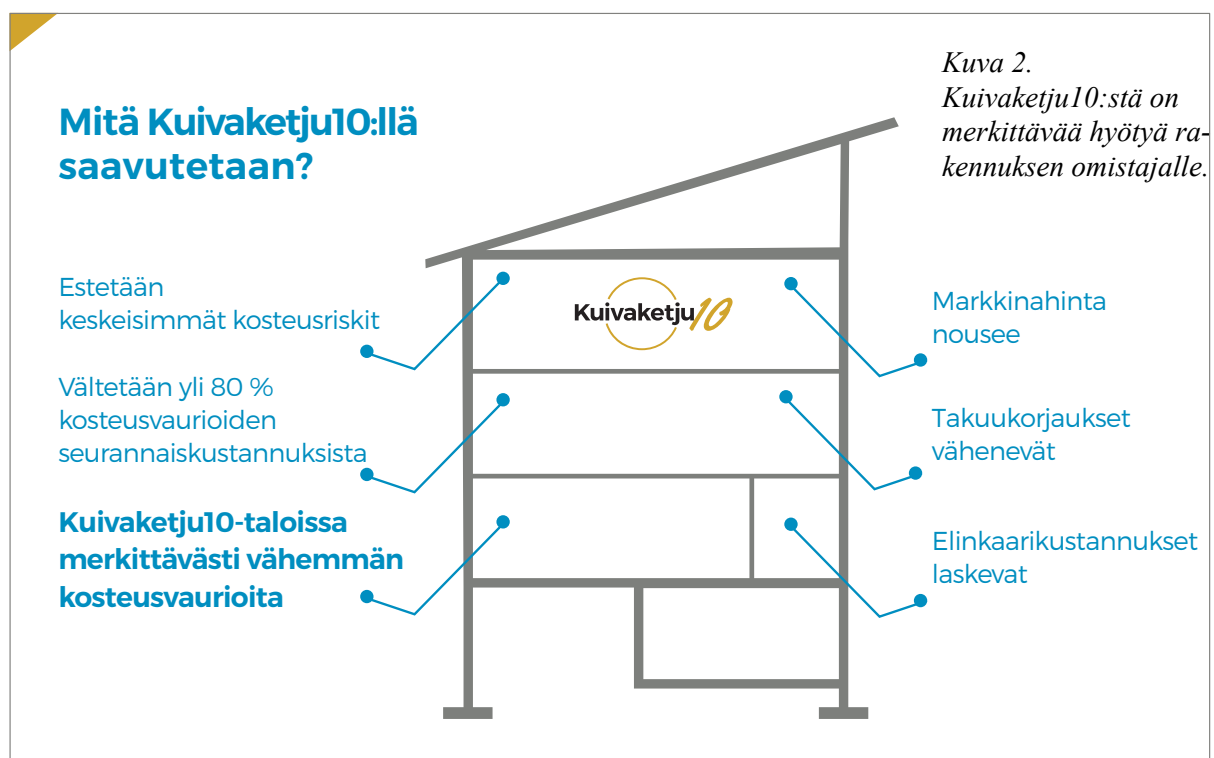 Mitä Kuivaketju10:llä
saavutetaan?
Kuva 2.
Kuivaketju10:stä on
merkittävää hyötyä ra-
kennuksen omistajalle.
Estetään
keskeisimmät kosteusriskit
Vältetään yli 80 %
kosteusvaurioiden
seurannaiskustannuksista
Kuivaketju10-taloissa
merkittävästi vähemmän
kosteusvaurioita
Kuivaketju10
Markkinahinta
nousee
Takuukorjaukset
vähenevät
Elinkaarikustannukset
laskevat